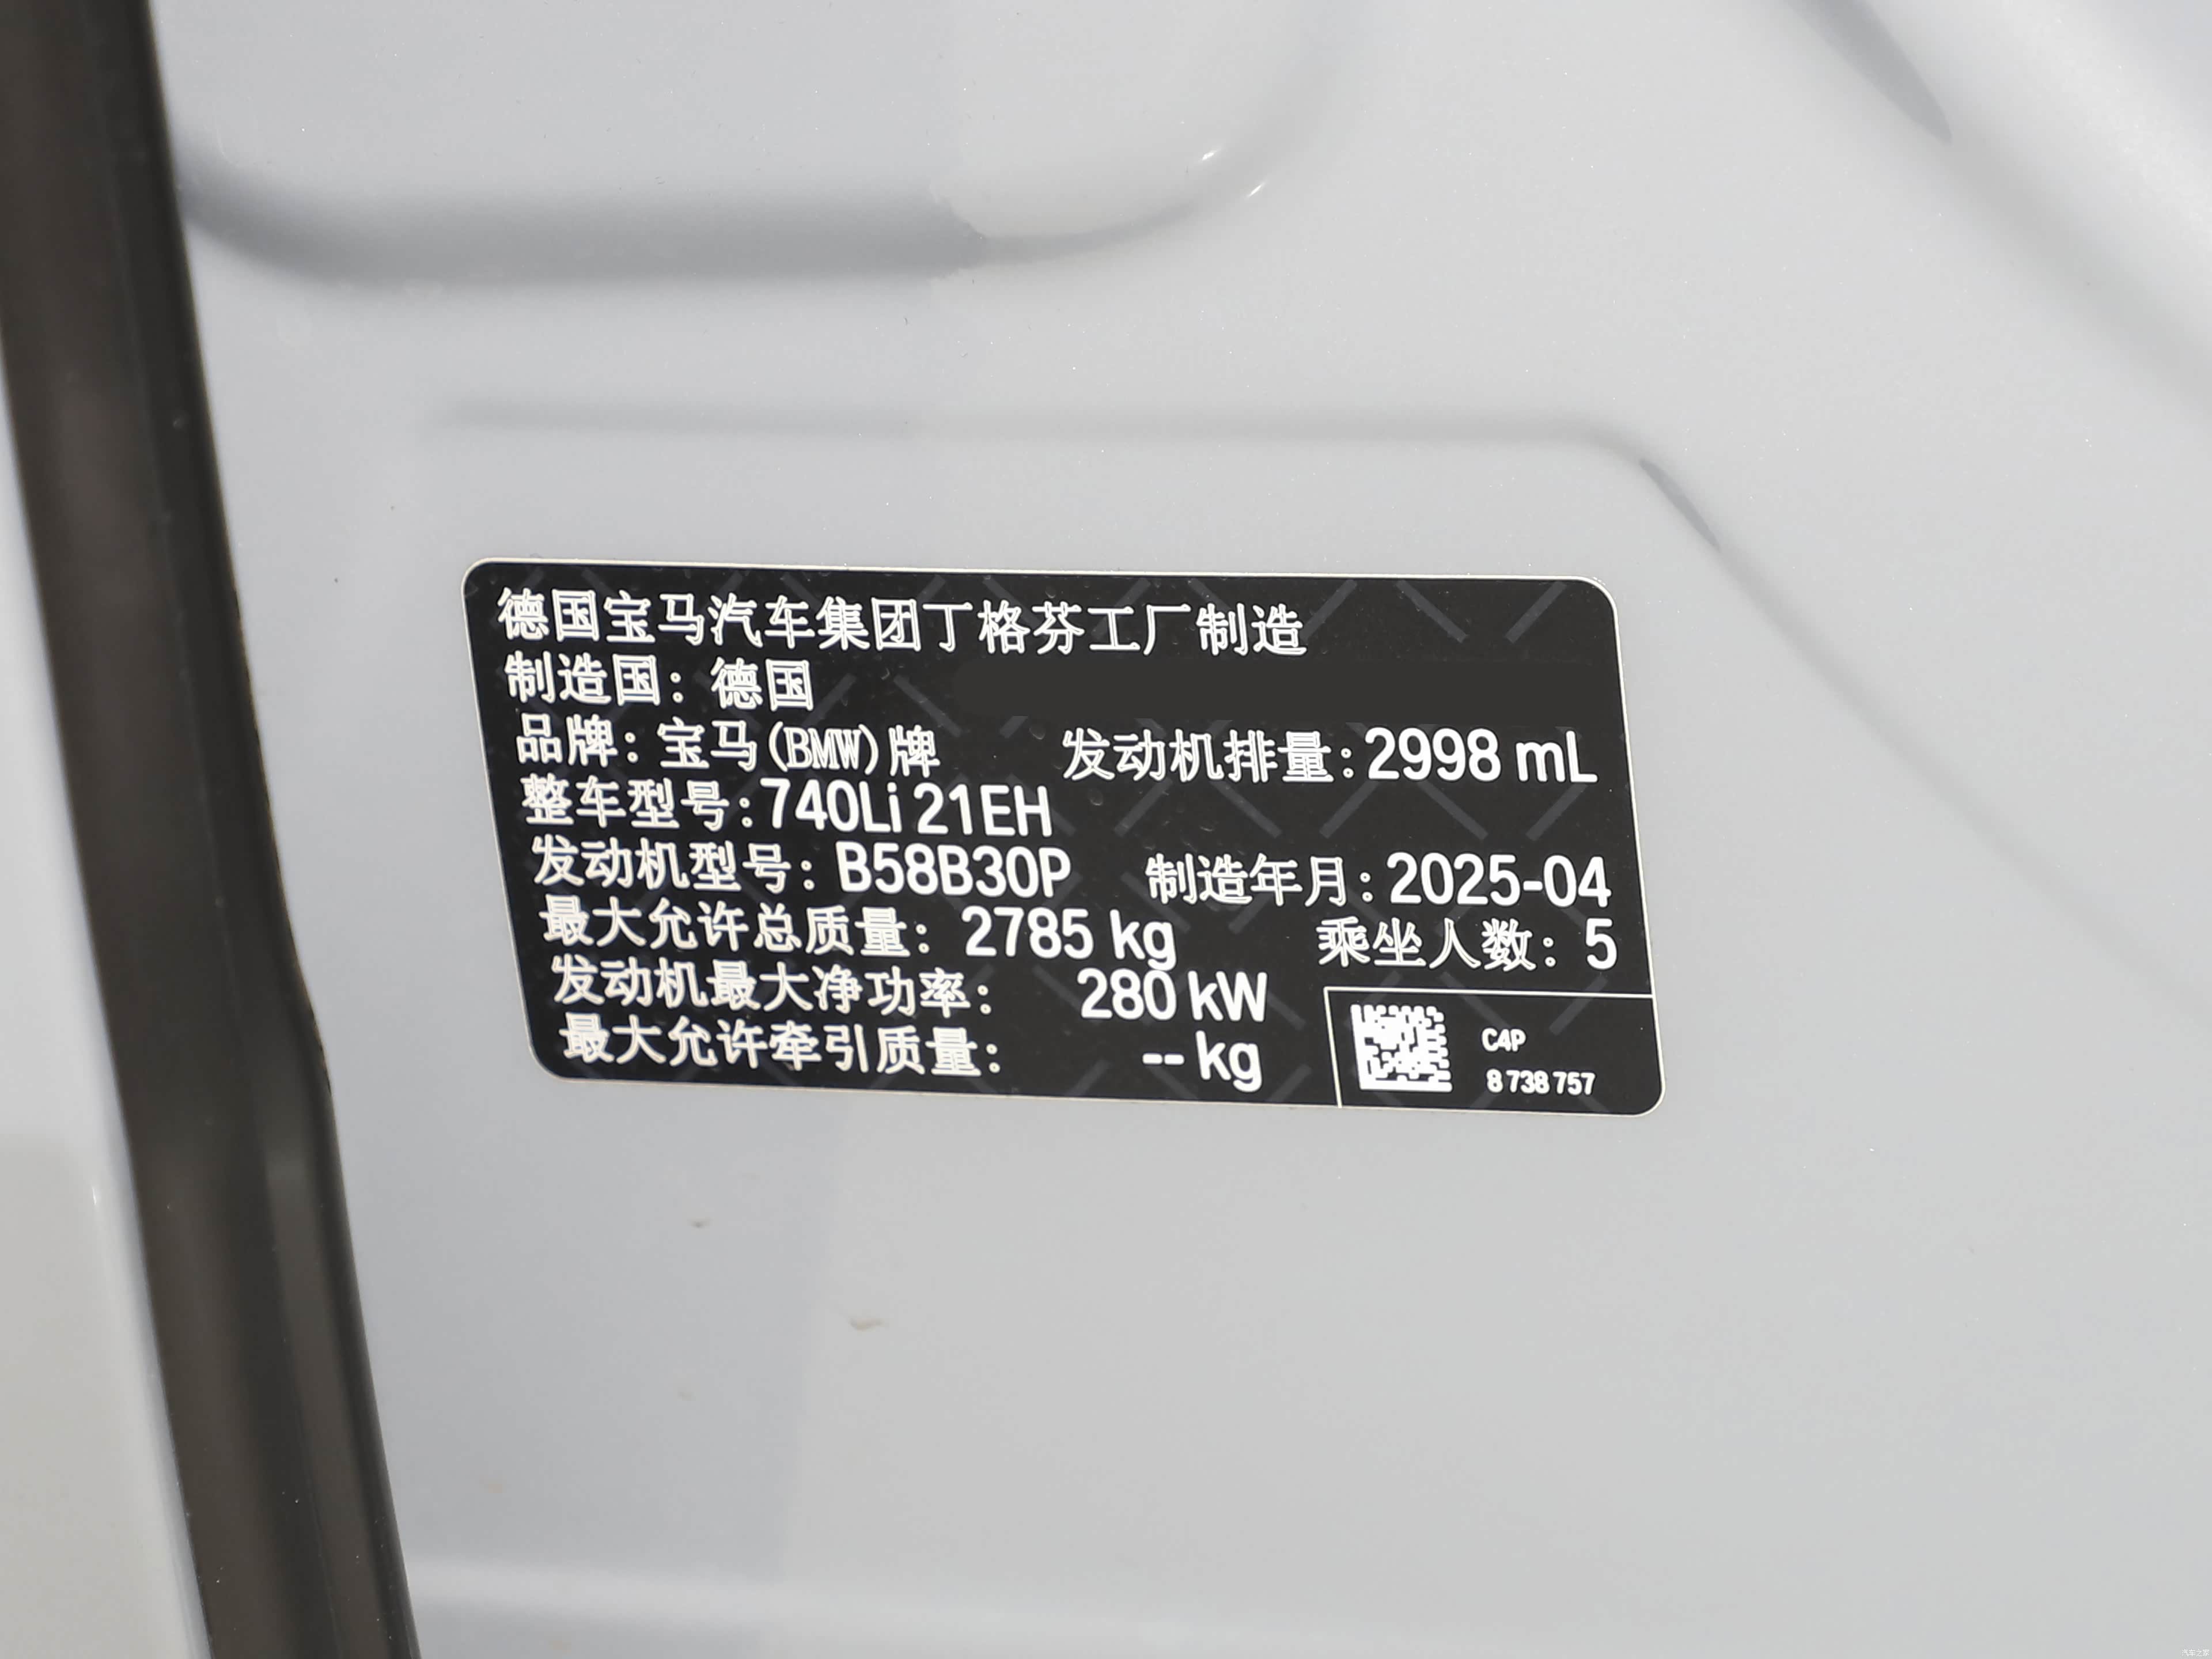 德国宝马汽车集团丁格芬工厂制造
制造国：德国
品牌：宝马(BMW)牌 发动机排量:2998 mL
整车型号:740Li 21EH
发动机型号：B58B30P 制造年月:2025-04
最大允许总质量：2785 kg 乘坐人数：5
发动机最大净功率：280 kW
最大允许牵引质量：-- kg
C4P
8 738 757
汽车之家